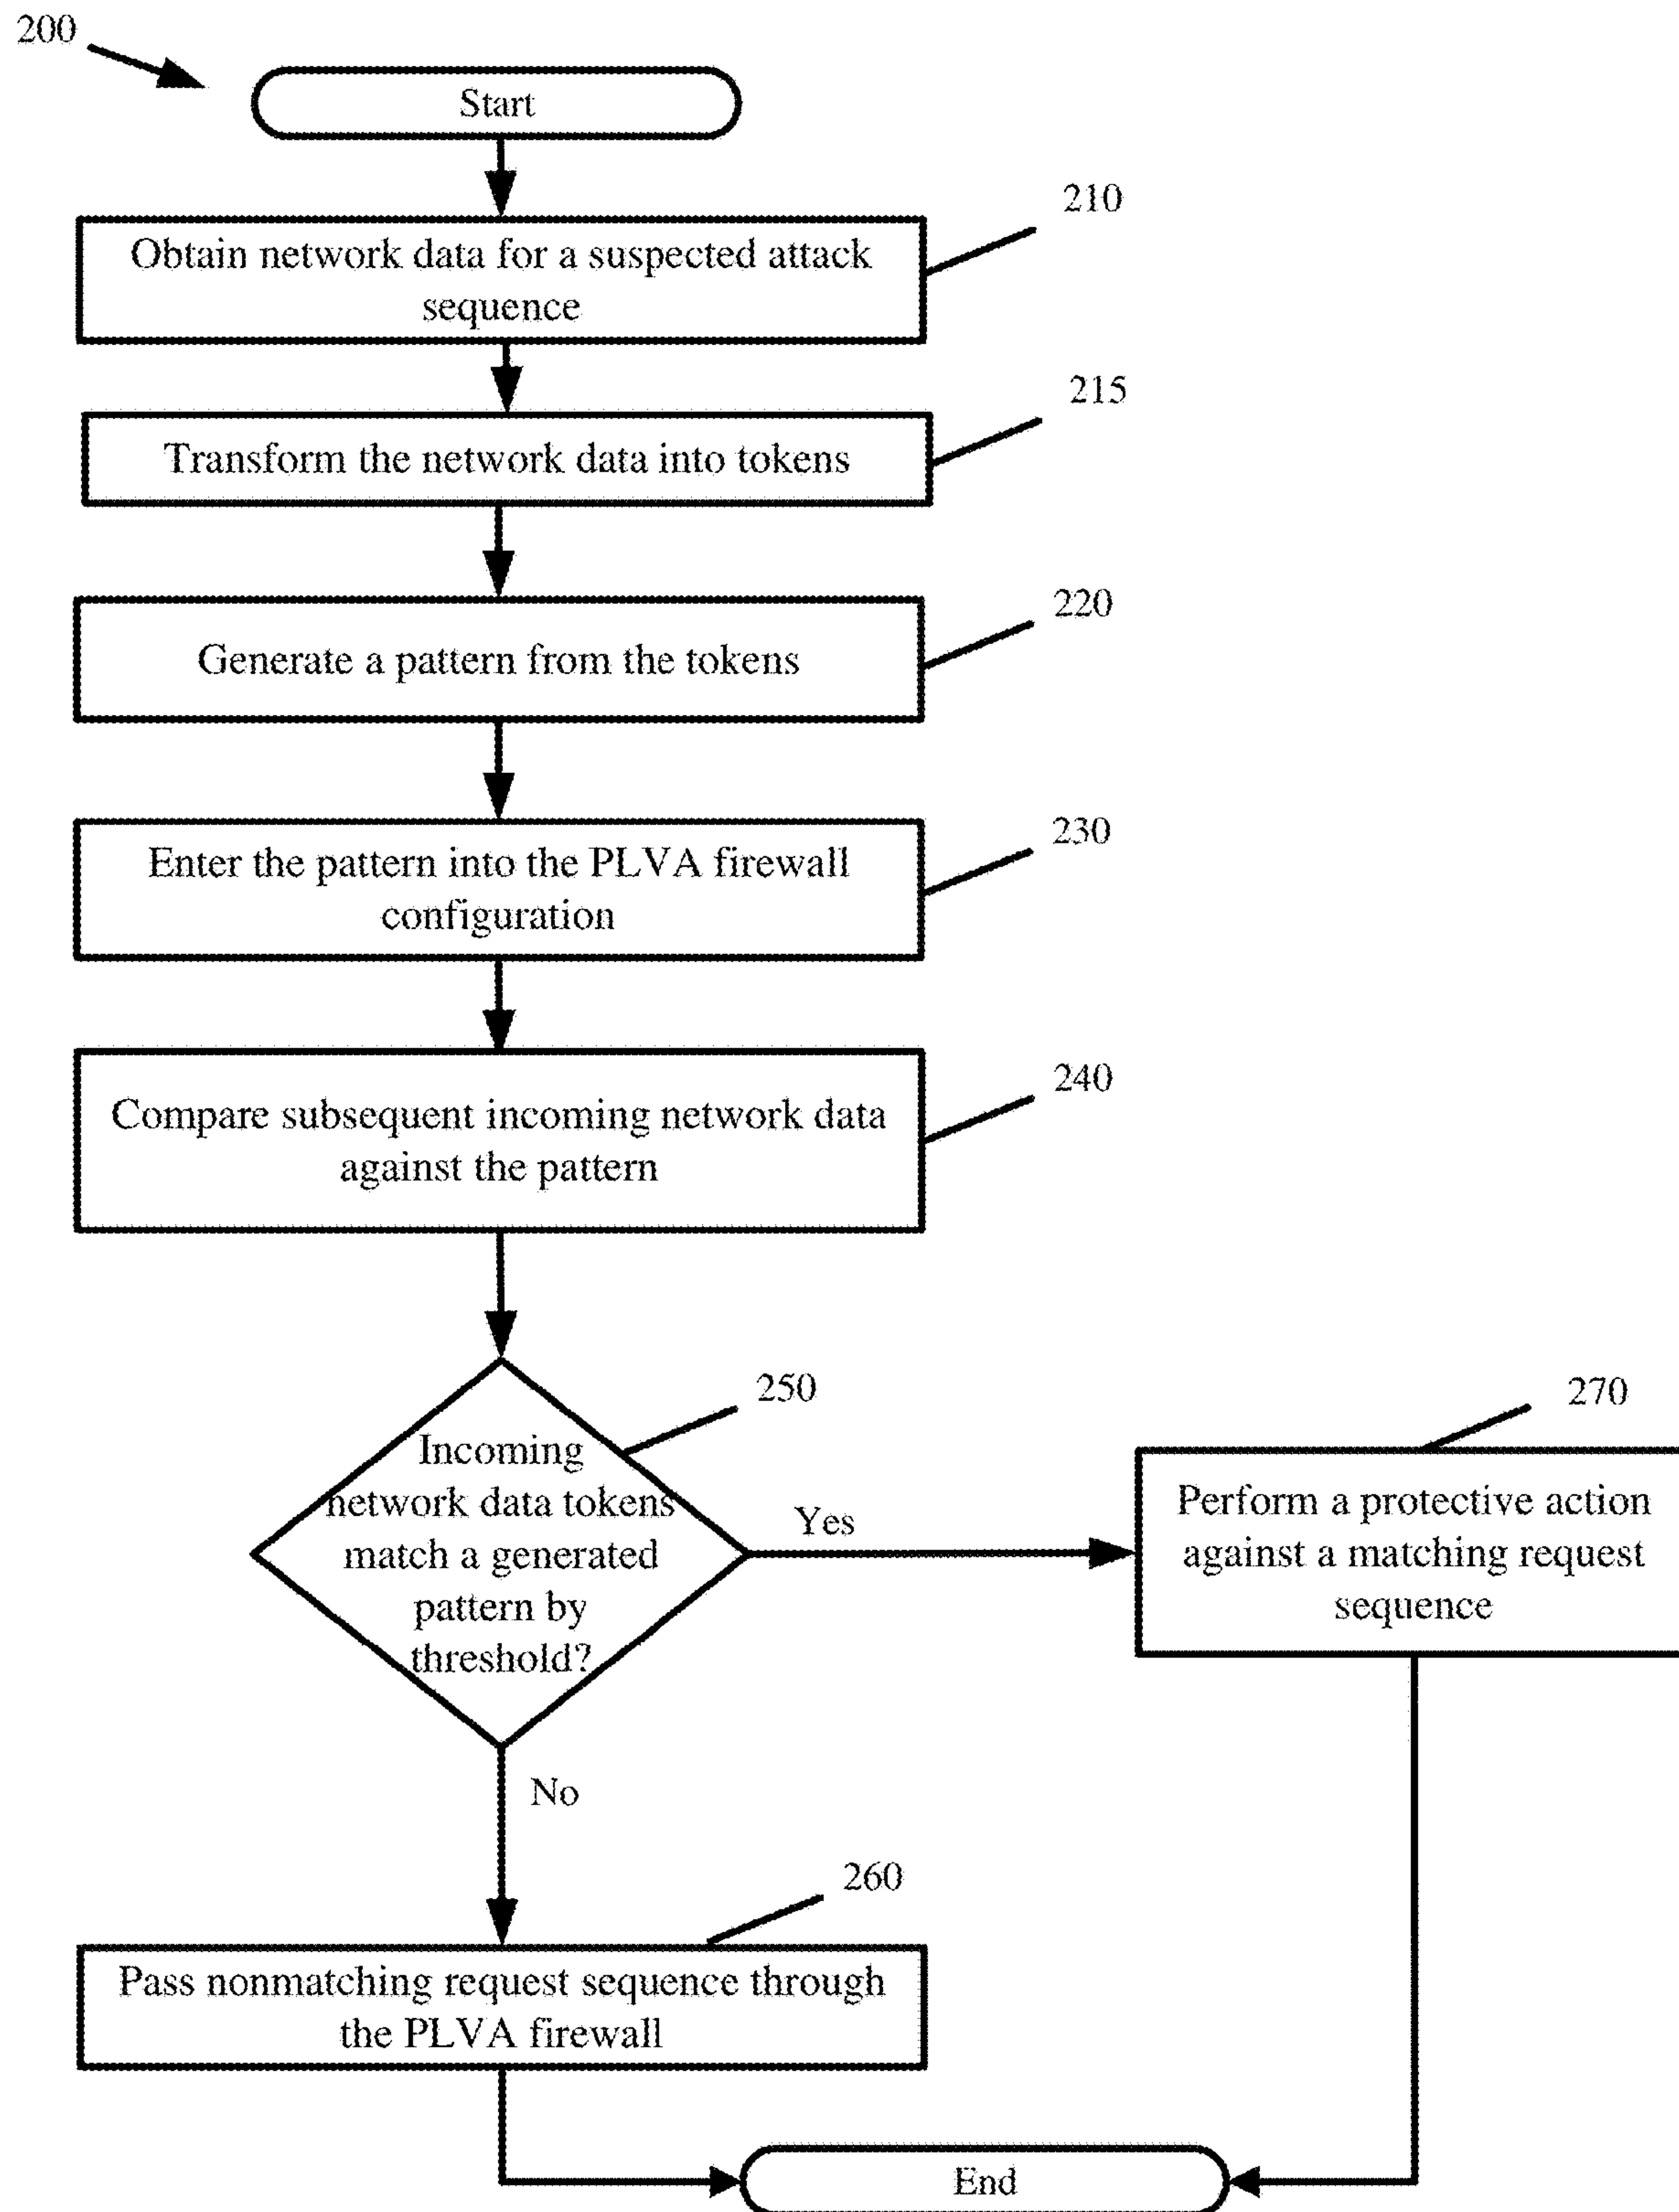 200
Start
210
Obtain network data for a suspected attack
sequence
215
Transform the network data into tokens
220
Generate a pattern from the tokens
230
Enter the pattern into the PLVA firewall
configuration
240
Compare subsequent incoming network data
against the pattern
250
Incoming
network data tokens
match a generated
pattern by
threshold?
Yes
270
Perform a protective action
against a matching request
sequence
No
260
Pass nonmatching request sequence through
the PLVA firewall
End